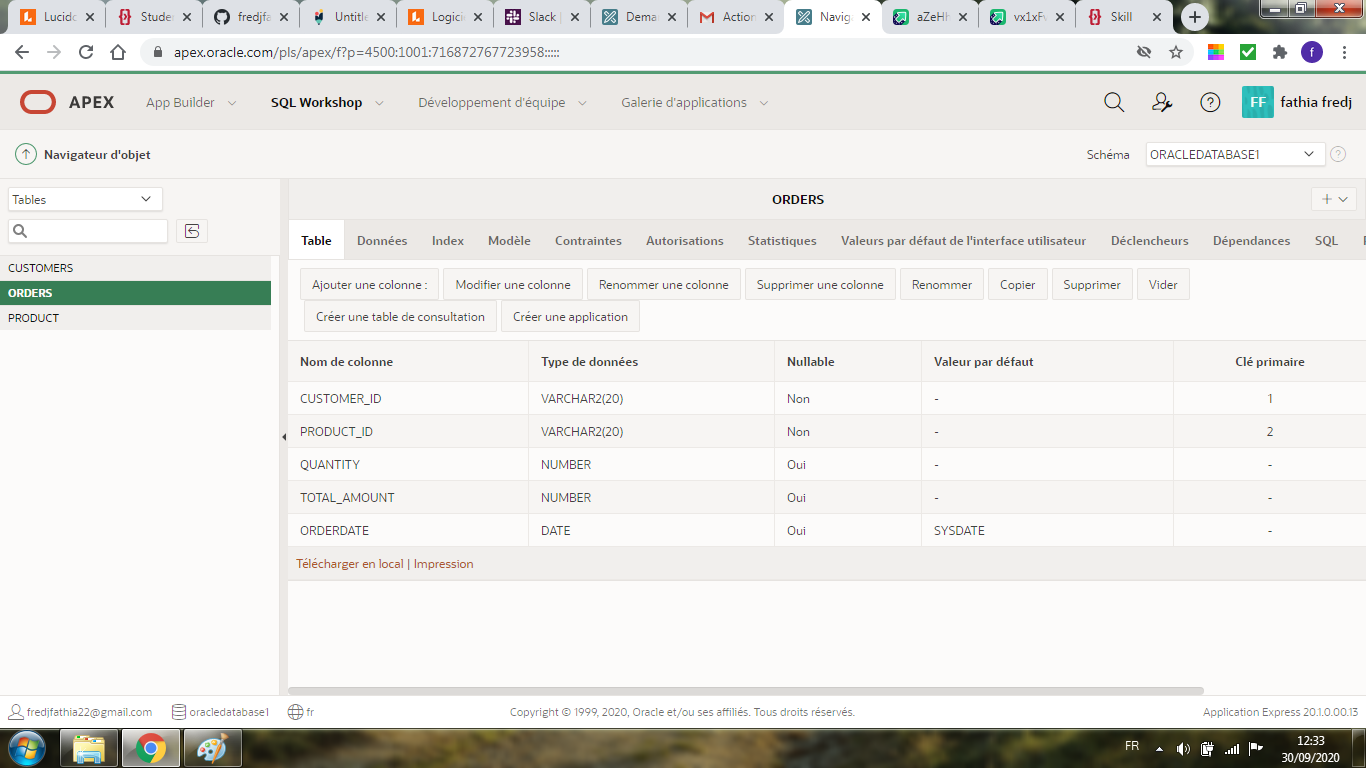 Lucido Stude fredjfa Untitle Logicie Slack | Dema Action Navig aZeHh vx1xFv Skill
apex.oracle.com/pls/apex/f?p=4500:1001:716872767723958:::::
f
APEX App Builder SQL Workshop Développement d'équipe Galerie d'applications FF fathia fredj
Navigateur d'objet Schéma ORACLEDATABASE1
Tables ORDERS
Table Données Index Modèle Contraintes Autorisations Statistiques Valeurs par défaut de l'interface utilisateur Déclencheurs Dépendances SQL
CUSTOMERS
ORDERS
PRODUCT
Ajouter une colonne : Modifier une colonne Renommer une colonne Supprimer une colonne Renommer Copier Supprimer Vider
Créer une table de consultation Créer une application
Nom de colonne Type de données Nullable Valeur par défaut Clé primaire
CUSTOMER_ID VARCHAR2(20) Non - 1
PRODUCT_ID VARCHAR2(20) Non - 2
QUANTITY NUMBER Oui - -
TOTAL_AMOUNT NUMBER Oui - -
ORDERDATE DATE Oui SYSDATE -
Télécharger en local | Impression
fredjfathia22@gmail.com oracledatabase1 fr Copyright © 1999, 2020, Oracle et/ou ses affiliés. Tous droits réservés. Application Express 20.1.0.00.13
FR 12:33
30/09/2020